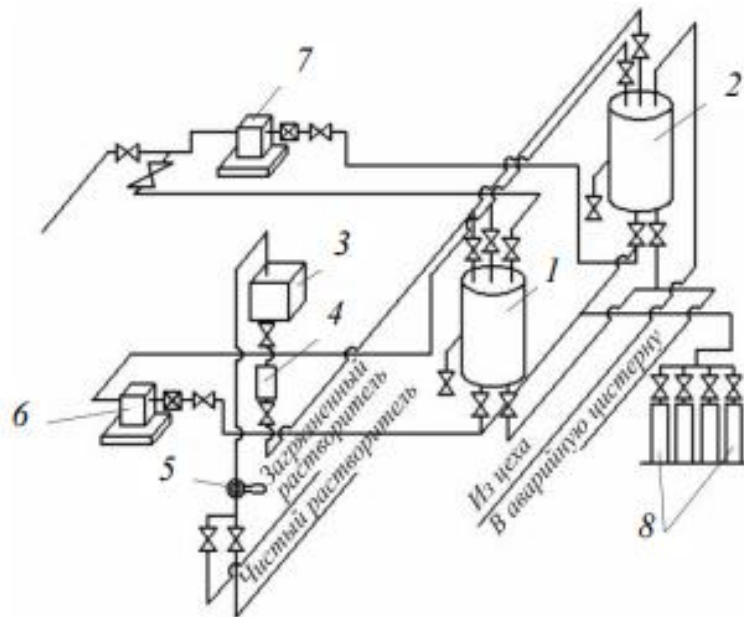 7
2
3
1
4
6
5
8
Загрязненный
растворитель
Чистый растворитель
Из цеха
В аварийную цистерну